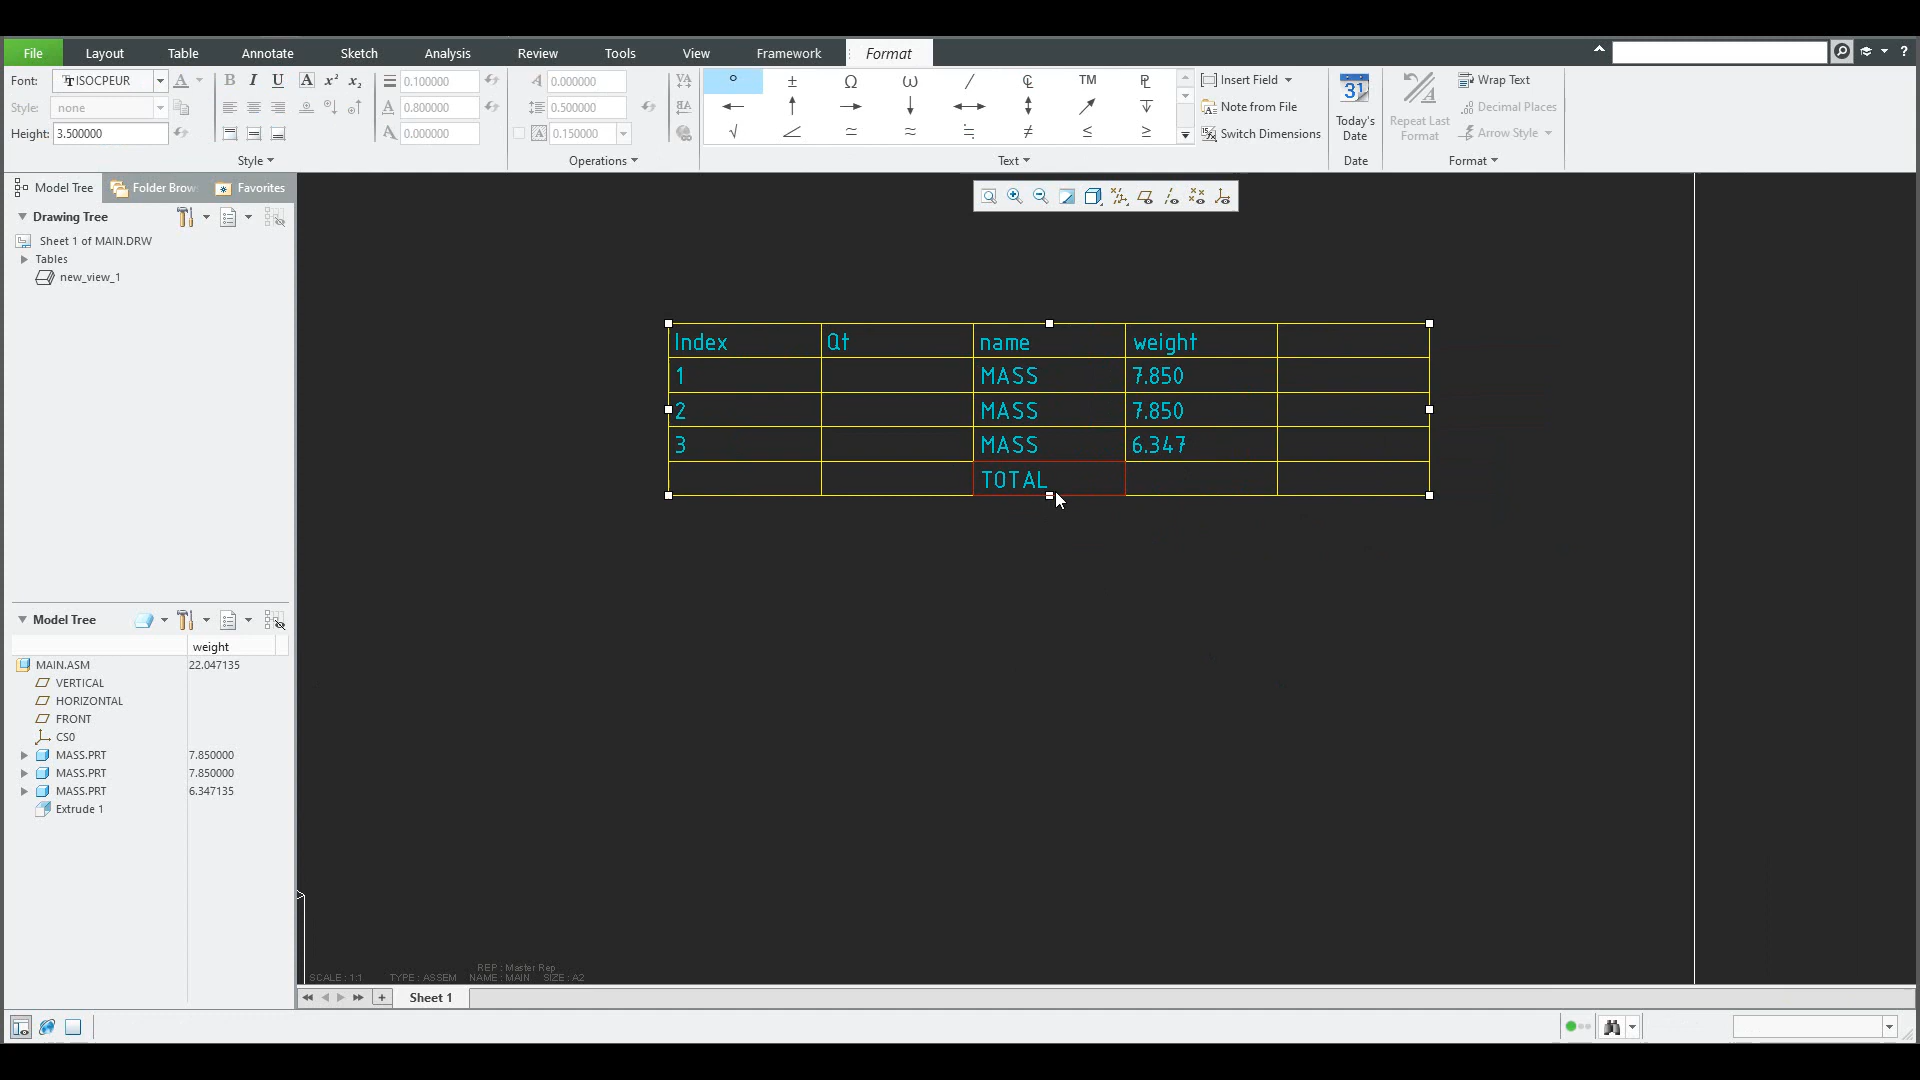 File Layout Table Annotate Sketch Analysis Review Tools View Framework Format ?
Font: ISOCPEUR A B I U A x² x₂ 0.100000 A 0.000000 ° ± Ω ω / ℄ TM ⅊ Insert Field Wrap Text
Style: none 0.800000 0.500000 ← ↑ → ↓ ↔ ↗ Note from File Decimal Places
Height: 3.500000 0.000000 0.150000 √ ∠ ≃ ≈ ≠ ≤ ≥ Switch Dimensions Arrow Style
31
Today's Date
Repeat Last Format
Style Operations Text Date Format
Model Tree Folder Brow Favorites
Drawing Tree
Sheet 1 of MAIN.DRW
Tables
new_view_1
Index Qt name weight
1 MASS 7.850
2 MASS 7.850
3 MASS 6.347
TOTAL
Model Tree
weight
MAIN.ASM 22.047135
VERTICAL
HORIZONTAL
FRONT
CS0
MASS.PRT 7.850000
MASS.PRT 7.850000
MASS.PRT 6.347135
Extrude 1
REP : Master Rep
SCALE : 1:1 TYPE : ASSEM NAME : MAIN SIZE : A2
+ Sheet 1